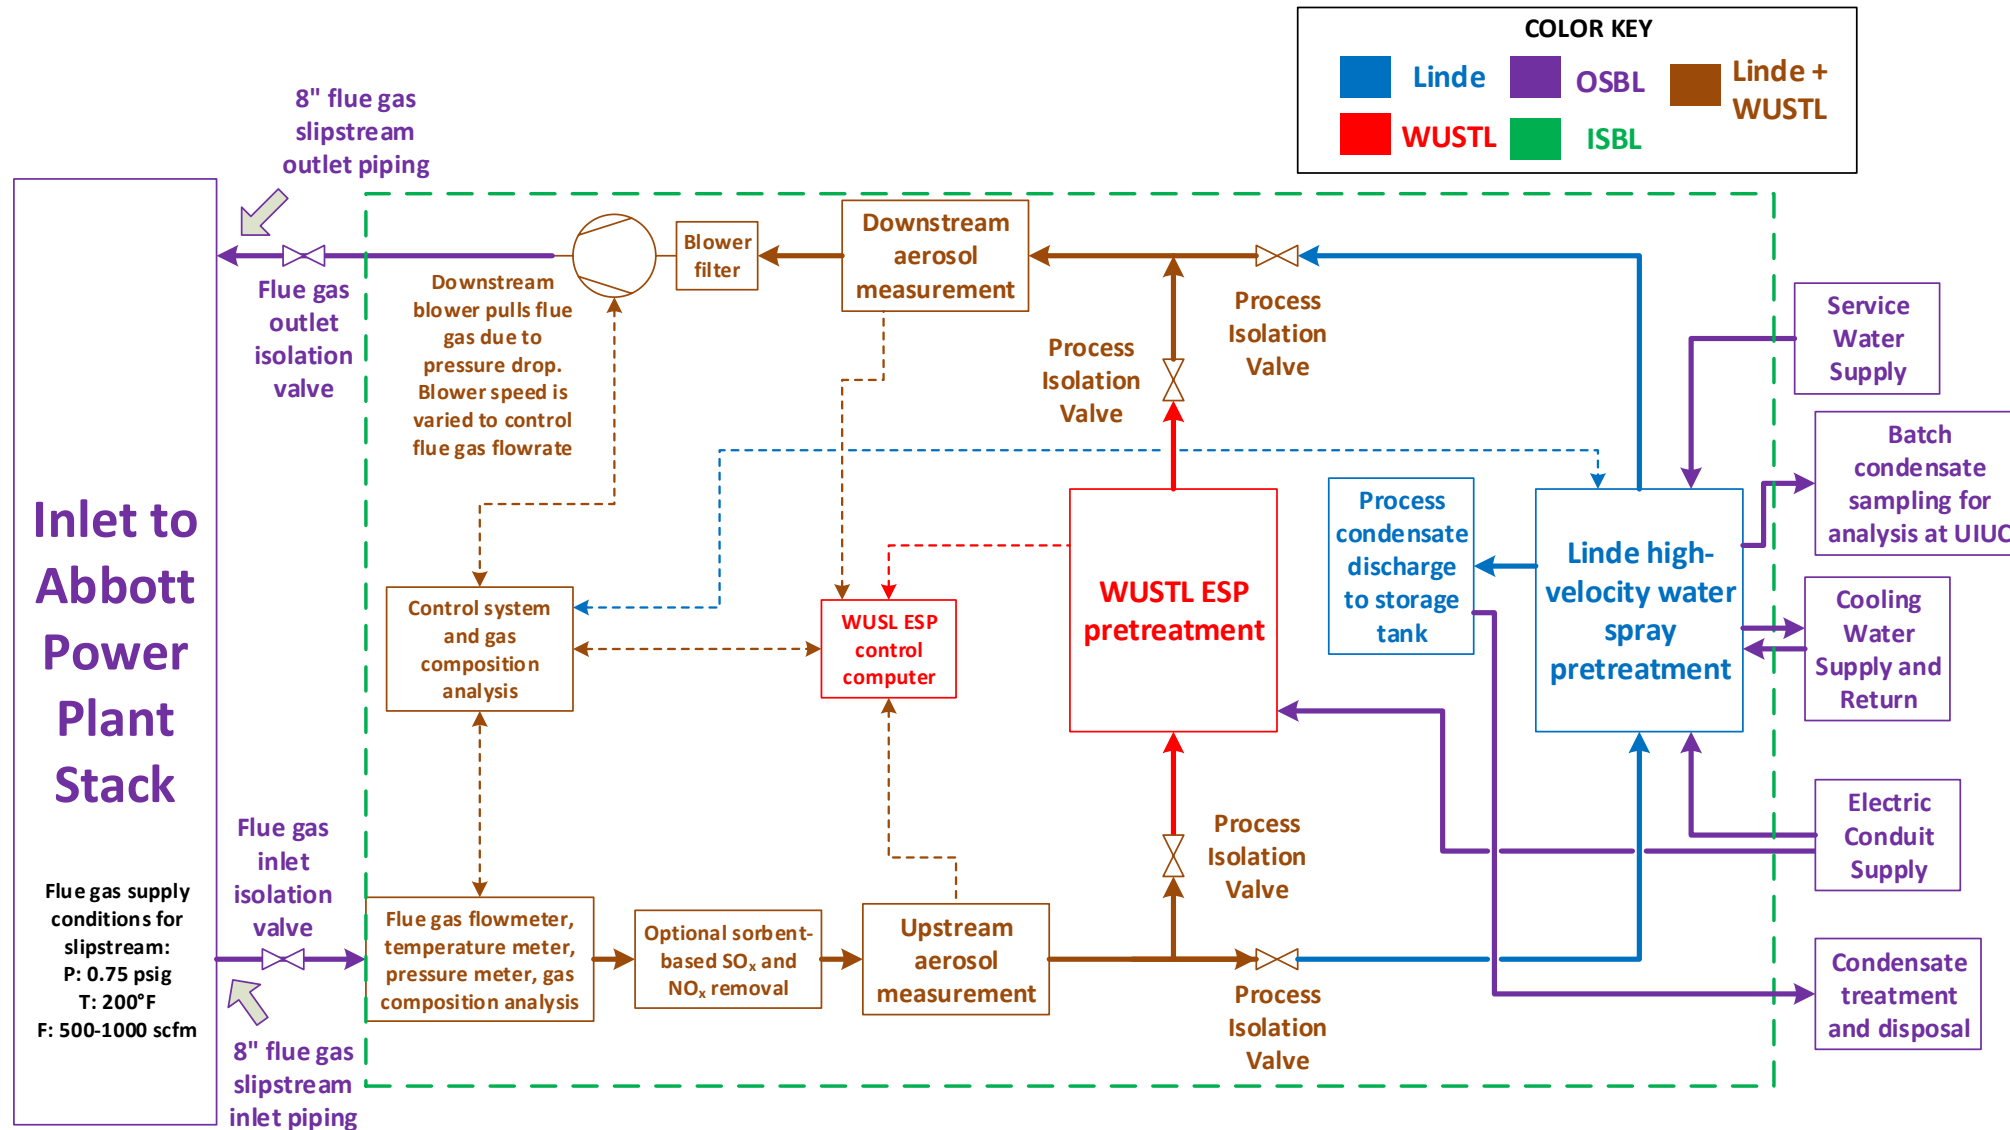 COLOR KEY
Linde
OSBL
Linde +
WUSTL
WUSTL
ISBL
8" flue gas
slipstream
outlet piping
Inlet to
Abbott
Power
Plant
Stack
Flue gas supply
conditions for
slipstream:
P: 0.75 psig
T: 200°F
F: 500-1000 scfm
Flue gas
outlet
isolation
valve
Flue gas
inlet
isolation
valve
8" flue gas
slipstream
inlet piping
Downstream
blower pulls flue
gas due to
pressure drop.
Blower speed is
varied to control
flue gas flowrate
Blower
filter
Downstream
aerosol
measurement
Process
Isolation
Valve
Process
Isolation
Valve
Service
Water
Supply
Batch
condensate
sampling for
analysis at UIUC
Process
condensate
discharge
to storage
tank
Linde high-
velocity water
spray
pretreatment
WUSTL ESP
pretreatment
Control system
and gas
composition
analysis
WUSL ESP
control
computer
Cooling
Water
Supply and
Return
Electric
Conduit
Supply
Process
Isolation
Valve
Flue gas flowmeter,
temperature meter,
pressure meter, gas
composition analysis
Optional sorbent-
based SOₓ and
NOₓ removal
Upstream
aerosol
measurement
Process
Isolation
Valve
Condensate
treatment
and disposal